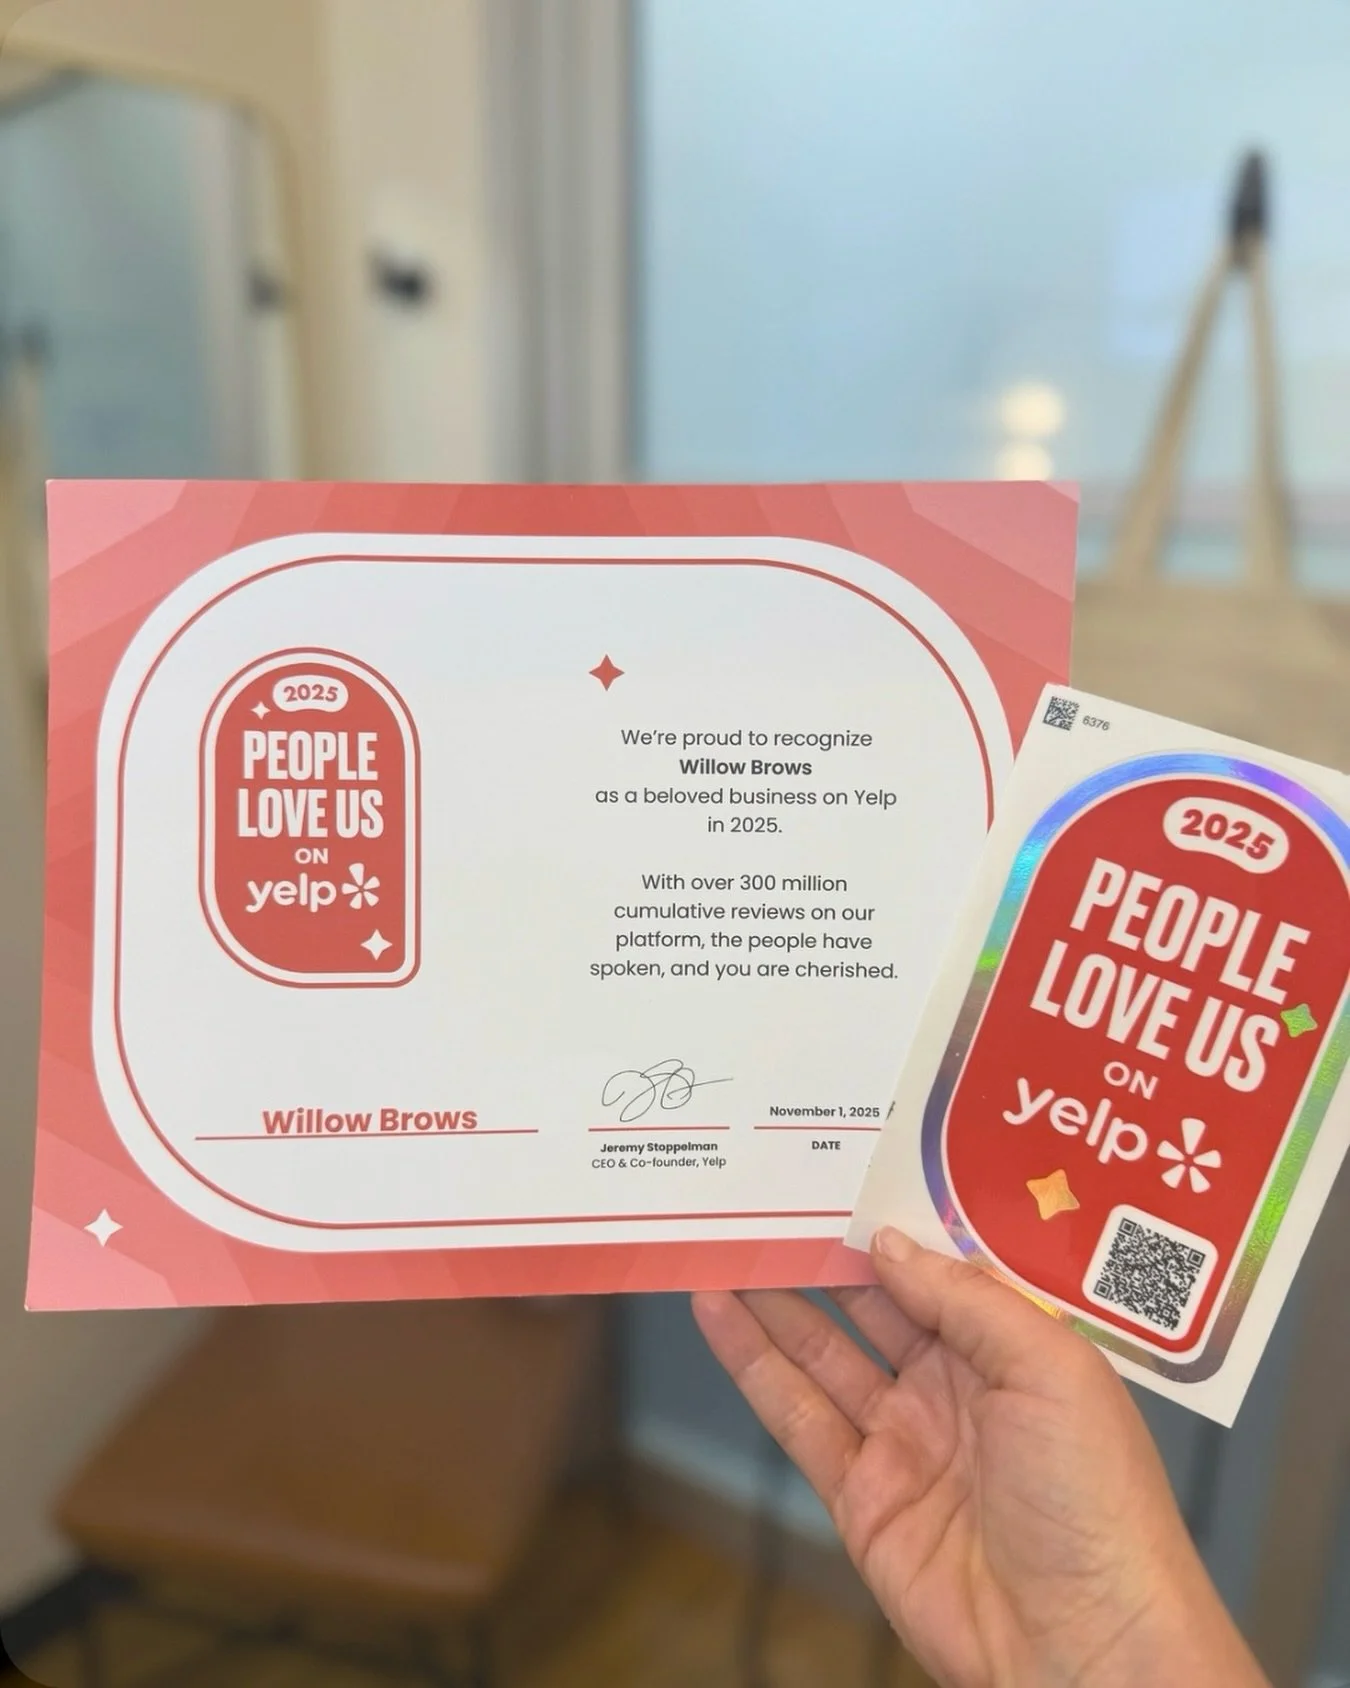 2025
PEOPLE
LOVE US
ON
yelp
We're proud to recognize
Willow Brows
as a beloved business on Yelp
in 2025.
With over 300 million
cumulative reviews on our
platform, the people have
spoken, and you are cherished.
Willow Brows
Jeremy Stoppelman
CEO & Co-founder, Yelp
November 1, 2025
DATE
6376
2025
PEOPLE
LOVE US
ON
yelp